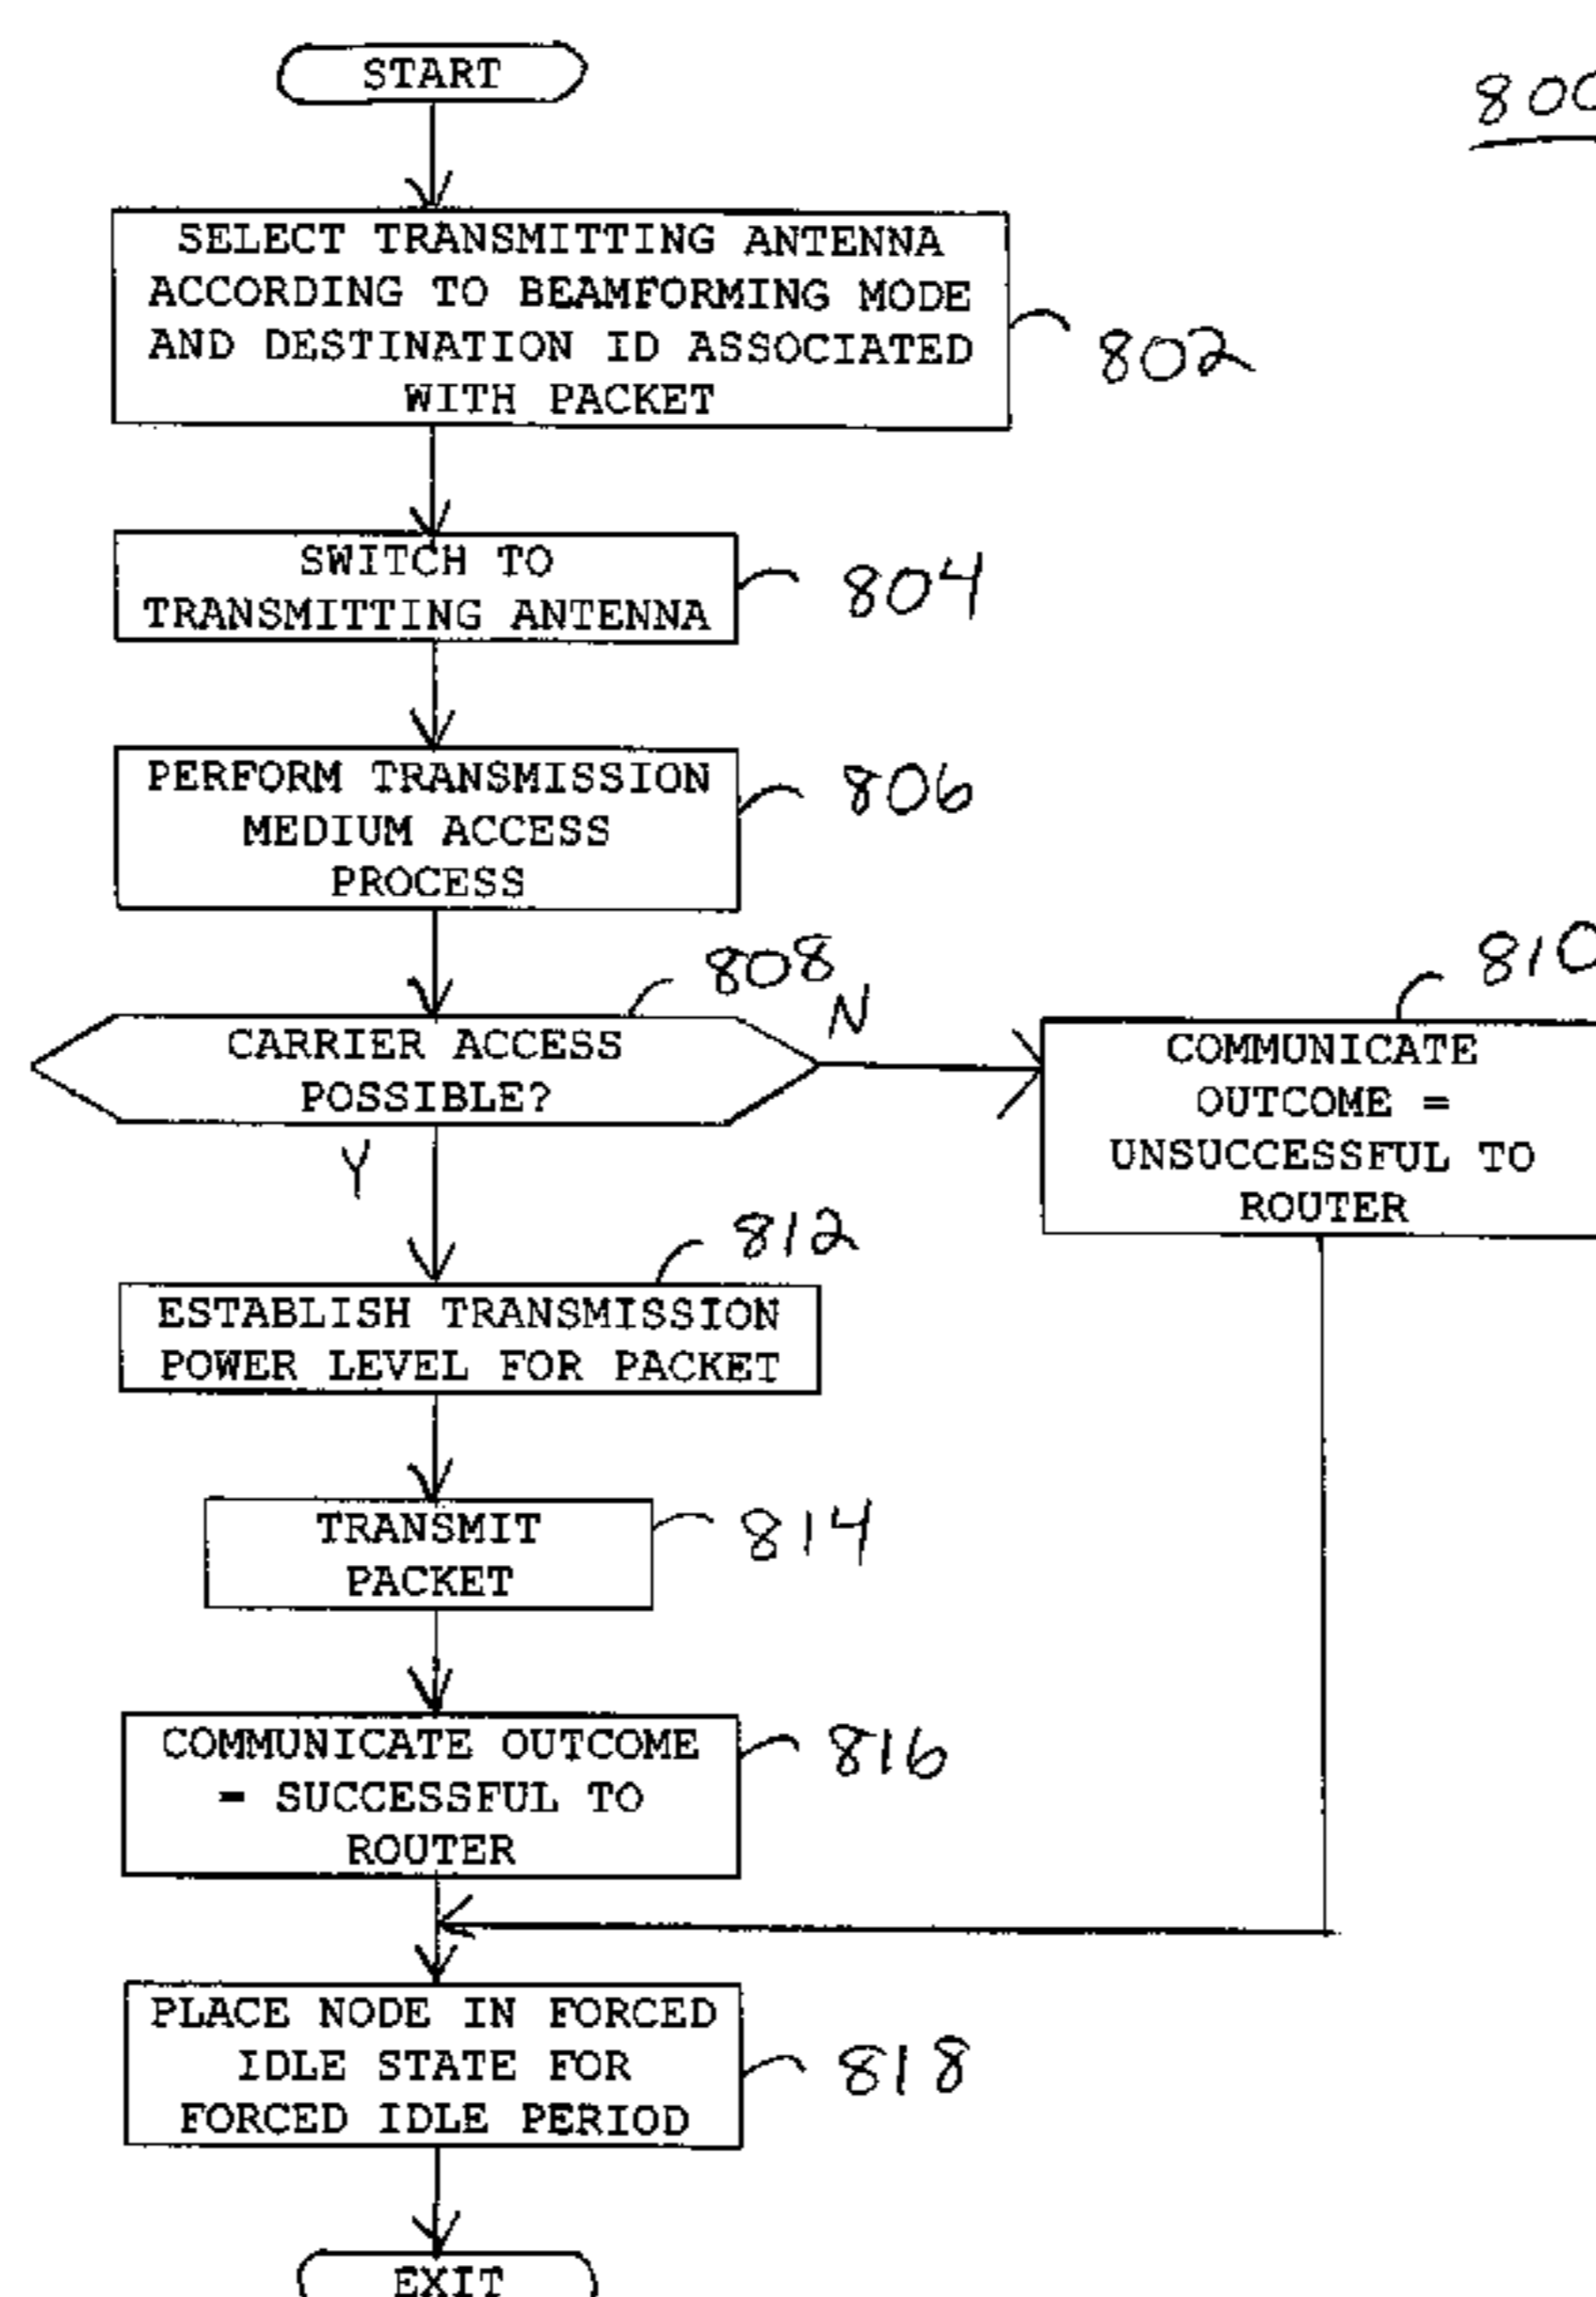 START
800
SELECT TRANSMITTING ANTENNA
ACCORDING TO BEAMFORMING MODE
AND DESTINATION ID ASSOCIATED
WITH PACKET
802
SWITCH TO
TRANSMITTING ANTENNA
804
PERFORM TRANSMISSION
MEDIUM ACCESS
PROCESS
806
808
CARRIER ACCESS
POSSIBLE?
N
810
COMMUNICATE
OUTCOME =
UNSUCCESSFUL TO
ROUTER
Y
812
ESTABLISH TRANSMISSION
POWER LEVEL FOR PACKET
TRANSMIT
PACKET
814
COMMUNICATE OUTCOME
= SUCCESSFUL TO
ROUTER
816
PLACE NODE IN FORCED
IDLE STATE FOR
FORCED IDLE PERIOD
818
EXIT